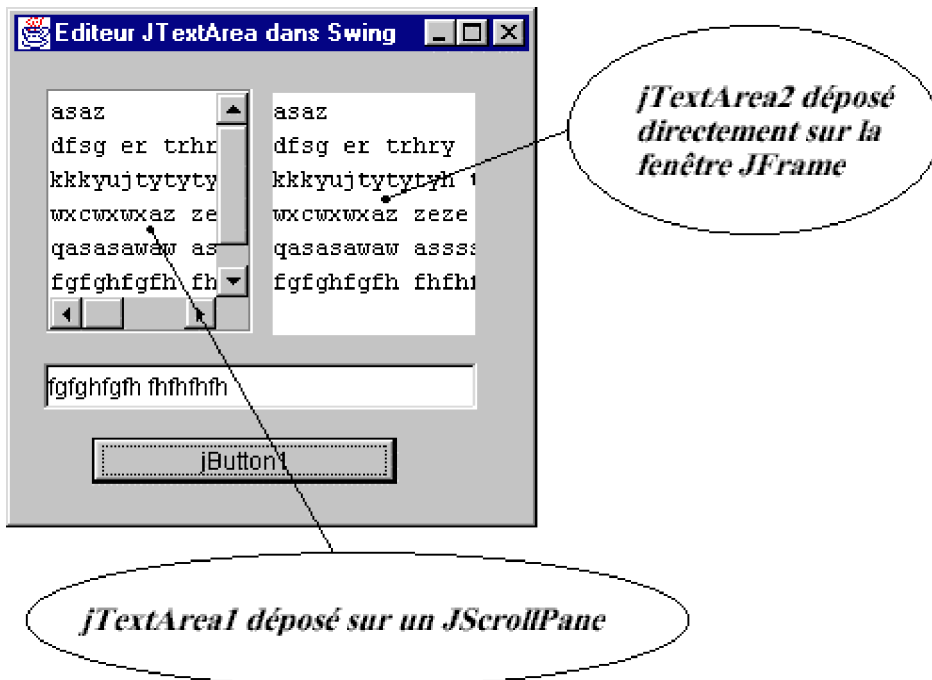 Editeur JTextArea dans Swing
asaz
dfsg er trhr
kkkyujtytyty
wxcwxwxaz ze
qasasawaw as
fgfghfgfh fh
asaz
dfsg er trhry
kkkyujtytytyh t
wxcwxwxaz zeze
qasasawaw assss
fgfghfgfh fhfhf
fgfghfgfh fhfhfhfh
jButton1
jTextArea2 déposé
directement sur la
fenêtre JFrame
jTextArea1 déposé sur un JScrollPane